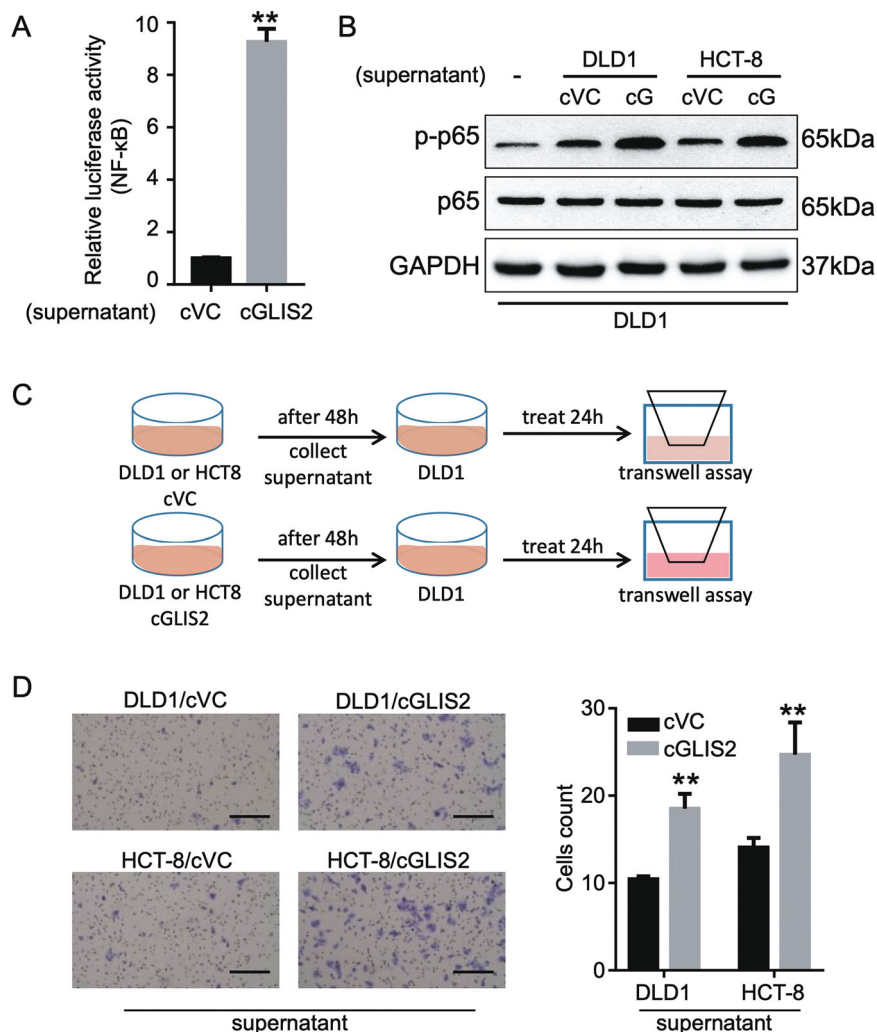 A
Relative luciferase activity
(NF-κB)
10
8
6
4
2
0
**
(supernatant) cVC cGLIS2
B
(supernatant) - DLD1 HCT-8
cVC cG cVC cG
p-p65 65kDa
p65 65kDa
GAPDH 37kDa
DLD1
C
DLD1 or HCT8
cVC
after 48h
collect
supernatant
DLD1
treat 24h
transwell assay
DLD1 or HCT8
cGLIS2
after 48h
collect
supernatant
DLD1
treat 24h
transwell assay
D
DLD1/cVC DLD1/cGLIS2
HCT-8/cVC HCT-8/cGLIS2
supernatant
Cells count
30
20
10
0
cVC
cGLIS2
**
**
DLD1 HCT-8
supernatant